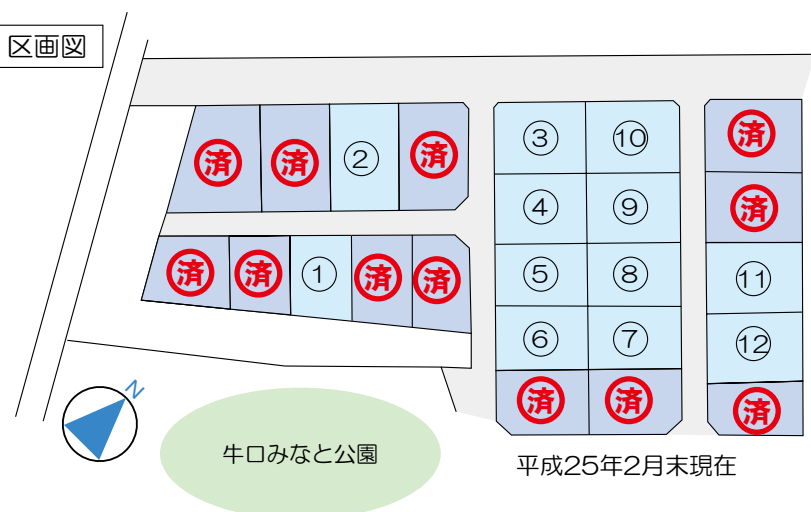 区画図
済 済 ② 済 ③ ⑩ 済
④ ⑨ 済
済 済 ① 済 済 ⑤ ⑧ ⑪
⑥ ⑦ ⑫
済 済 済
N
牛口みなと公園
平成25年2月末現在